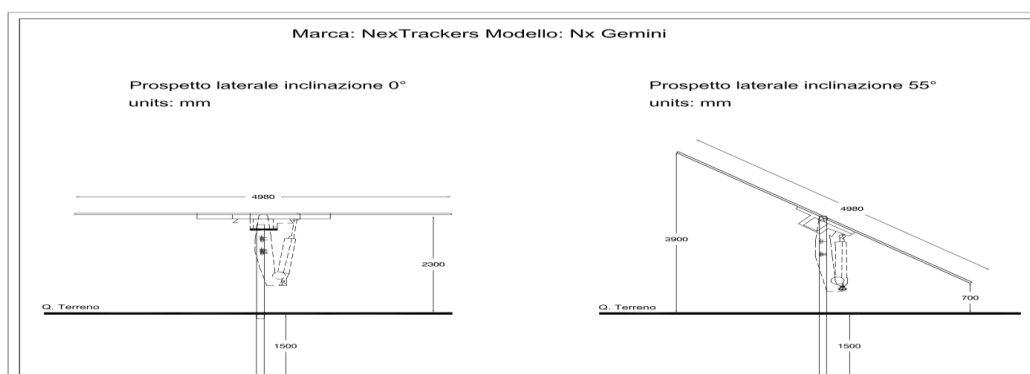 Marca: NexTrackers Modello: Nx Gemini
Prospetto laterale inclinazione 0°
units: mm
Prospetto laterale inclinazione 55°
units: mm
4980
2300
Q. Terreno
1500
4980
3900
700
Q. Terreno
1500